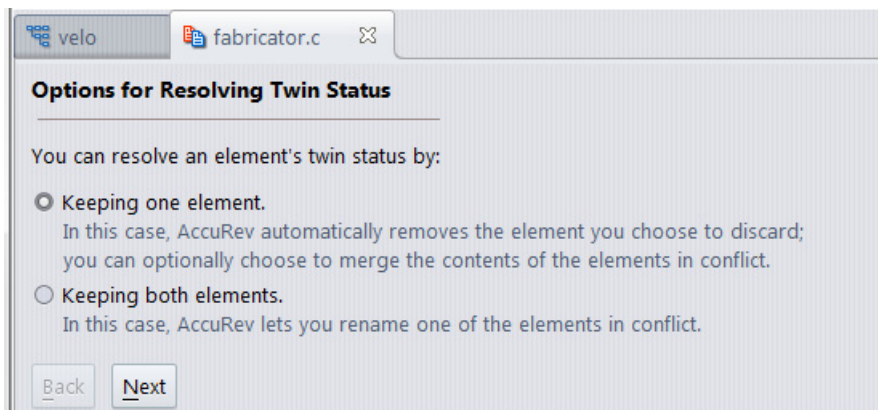 velo
fabricator.c
Options for Resolving Twin Status
You can resolve an element's twin status by:
Keeping one element.
In this case, AccuRev automatically removes the element you choose to discard;
you can optionally choose to merge the contents of the elements in conflict.
Keeping both elements.
In this case, AccuRev lets you rename one of the elements in conflict.
Back Next